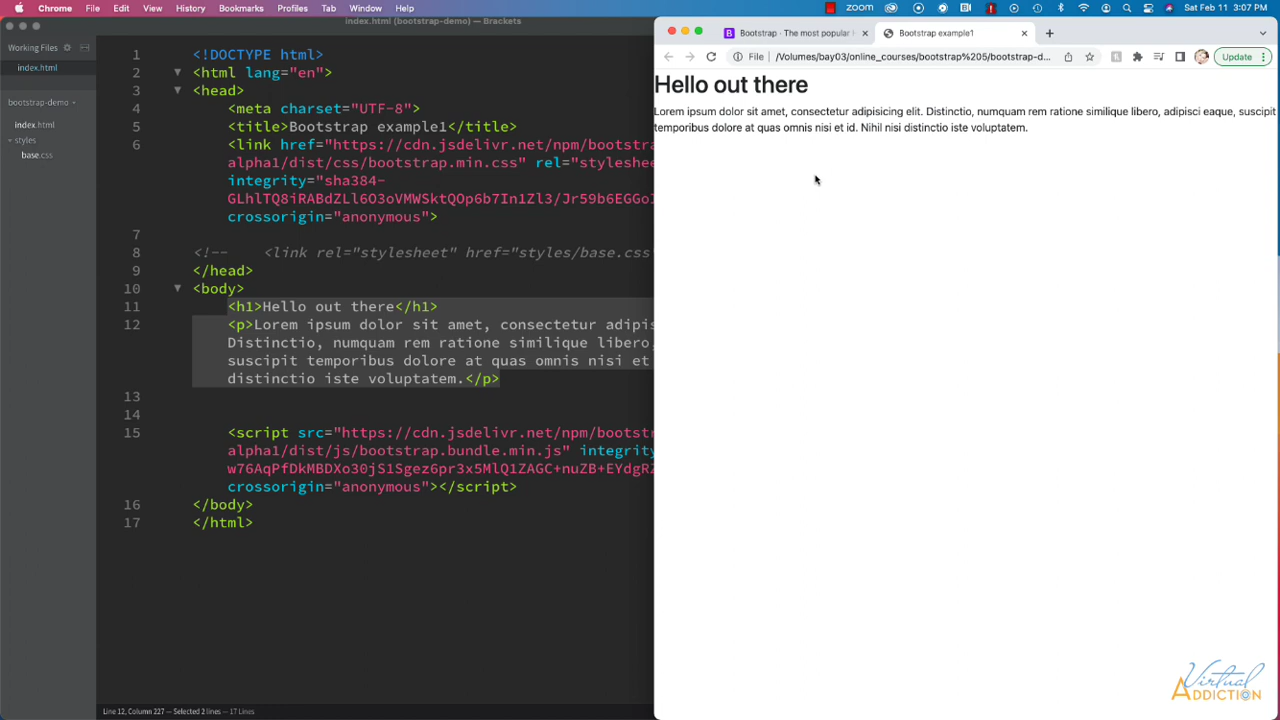 Chrome File Edit View History Bookmarks Profiles Tab Window Help zoom Sat Feb 11 3:07 PM
index.html (bootstrap-demo) — Brackets
Working Files
index.html
bootstrap-demo
index.html
styles
base.css
1 <!DOCTYPE html>
2 <html lang="en">
3 <head>
4 <meta charset="UTF-8">
5 <title>Bootstrap example1</title>
6 <link href="https://cdn.jsdelivr.net/npm/bootstra
alpha1/dist/css/bootstrap.min.css" rel="styleshe
integrity="sha384-
GLhlTQ8iRABdZLl6O3oVMWSktQOp6b7In1Zl3/Jr59b6EGGoI
crossorigin="anonymous">
7
8 <!-- <link rel="stylesheet" href="styles/base.css
9 </head>
10 <body>
11 <h1>Hello out there</h1>
12 <p>Lorem ipsum dolor sit amet, consectetur adipis
Distinctio, numquam rem ratione similique libero,
suscipit temporibus dolore at quas omnis nisi et
distinctio iste voluptatem.</p>
13
14
15 <script src="https://cdn.jsdelivr.net/npm/bootstr
alpha1/dist/js/bootstrap.bundle.min.js" integrity
w76AqPfDkMBDXo30jS1Sgez6pr3x5MlQ1ZAGC+nuZB+EYdgRZ
crossorigin="anonymous"></script>
16 </body>
17 </html>
Line 12, Column 227 — Selected 2 lines — 17 Lines
Bootstrap · The most popular Bootstrap example1
File /Volumes/bay03/online_courses/bootstrap%205/bootstrap-d... Update
Hello out there
Lorem ipsum dolor sit amet, consectetur adipisicing elit. Distinctio, numquam rem ratione similique libero, adipisci eaque, suscipit
temporibus dolore at quas omnis nisi et id. Nihil nisi distinctio iste voluptatem.
Virtual
ADDICTION